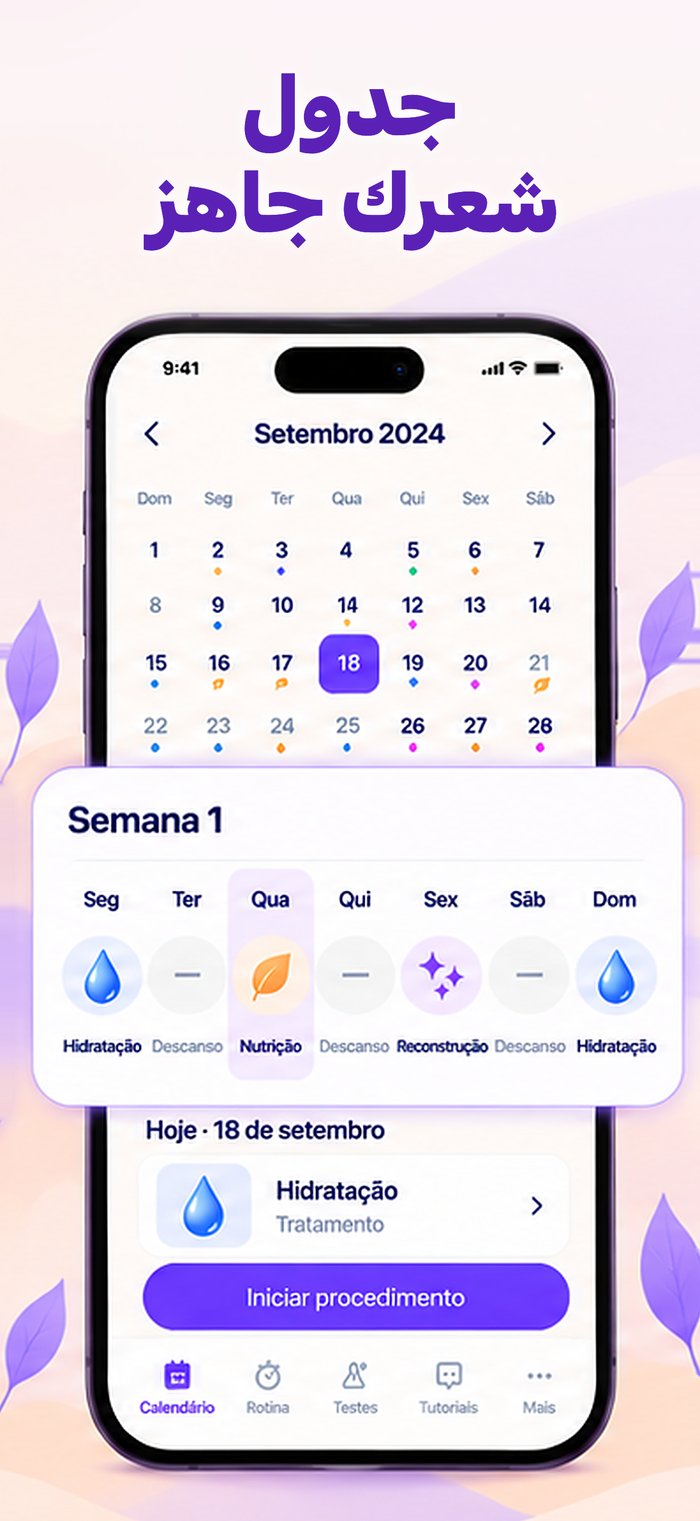 جدول
شعرك جاهز
9:41
Setembro 2024
Dom Seg Ter Qua Qui Sex Sáb
1 2 3 4 5 6 7
8 9 10 14 12 13 14
15 16 17 18 19 20 21
22 23 24 25 26 27 28
Semana 1
Seg Ter Qua Qui Sex Sãb Dom
Hidratação Descanso Nutrição Descanso Reconstrução Descanso Hidratação
Hoje · 18 de setembro
Hidratação
Tratamento
Iniciar procedimento
Calendário Rotina Testes Tutoriais Mais